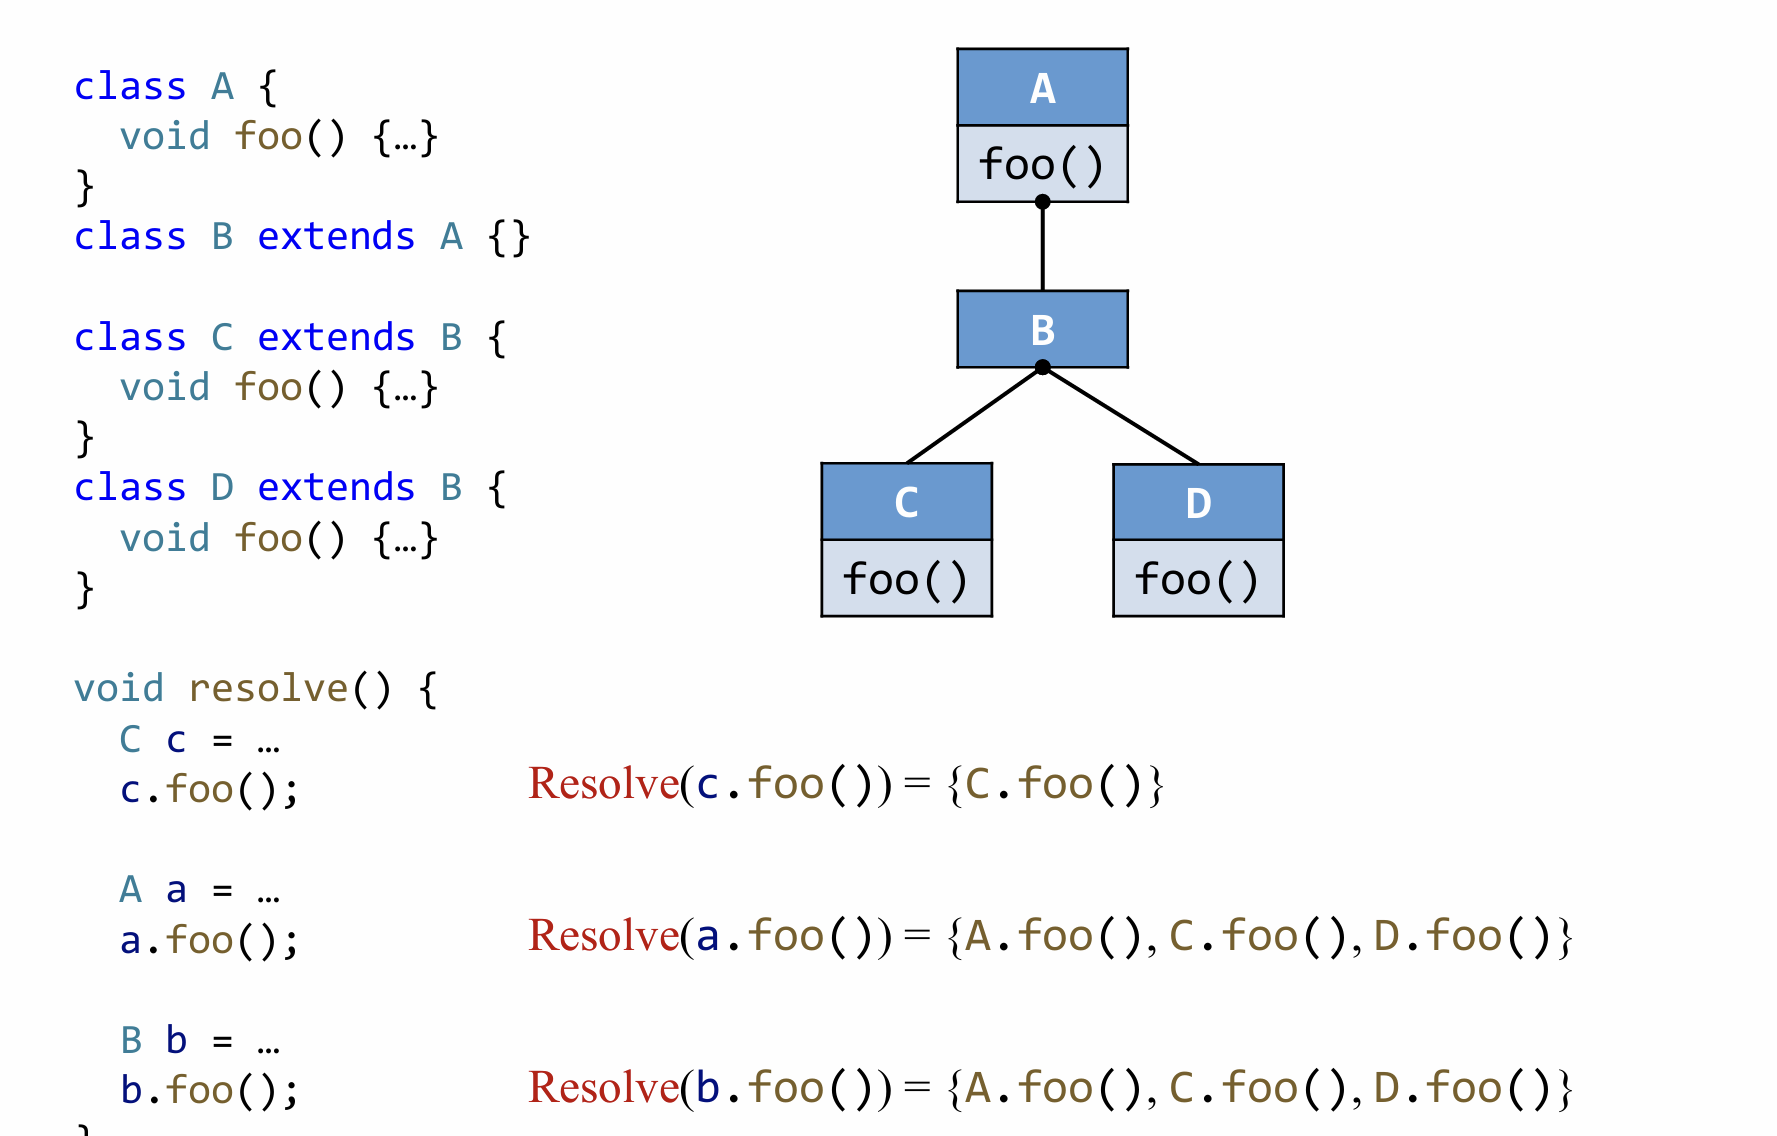 class A {
  void foo() {…}
}
class B extends A {}
class C extends B {
  void foo() {…}
}
class D extends B {
  void foo() {…}
}
A
foo()
B
C
D
foo()
foo()
void resolve() {
  C c = …
  c.foo();
Resolve(c.foo()) = {C.foo()}
  A a = …
  a.foo();
Resolve(a.foo()) = {A.foo(), C.foo(), D.foo()}
  B b = …
  b.foo();
Resolve(b.foo()) = {A.foo(), C.foo(), D.foo()}
}